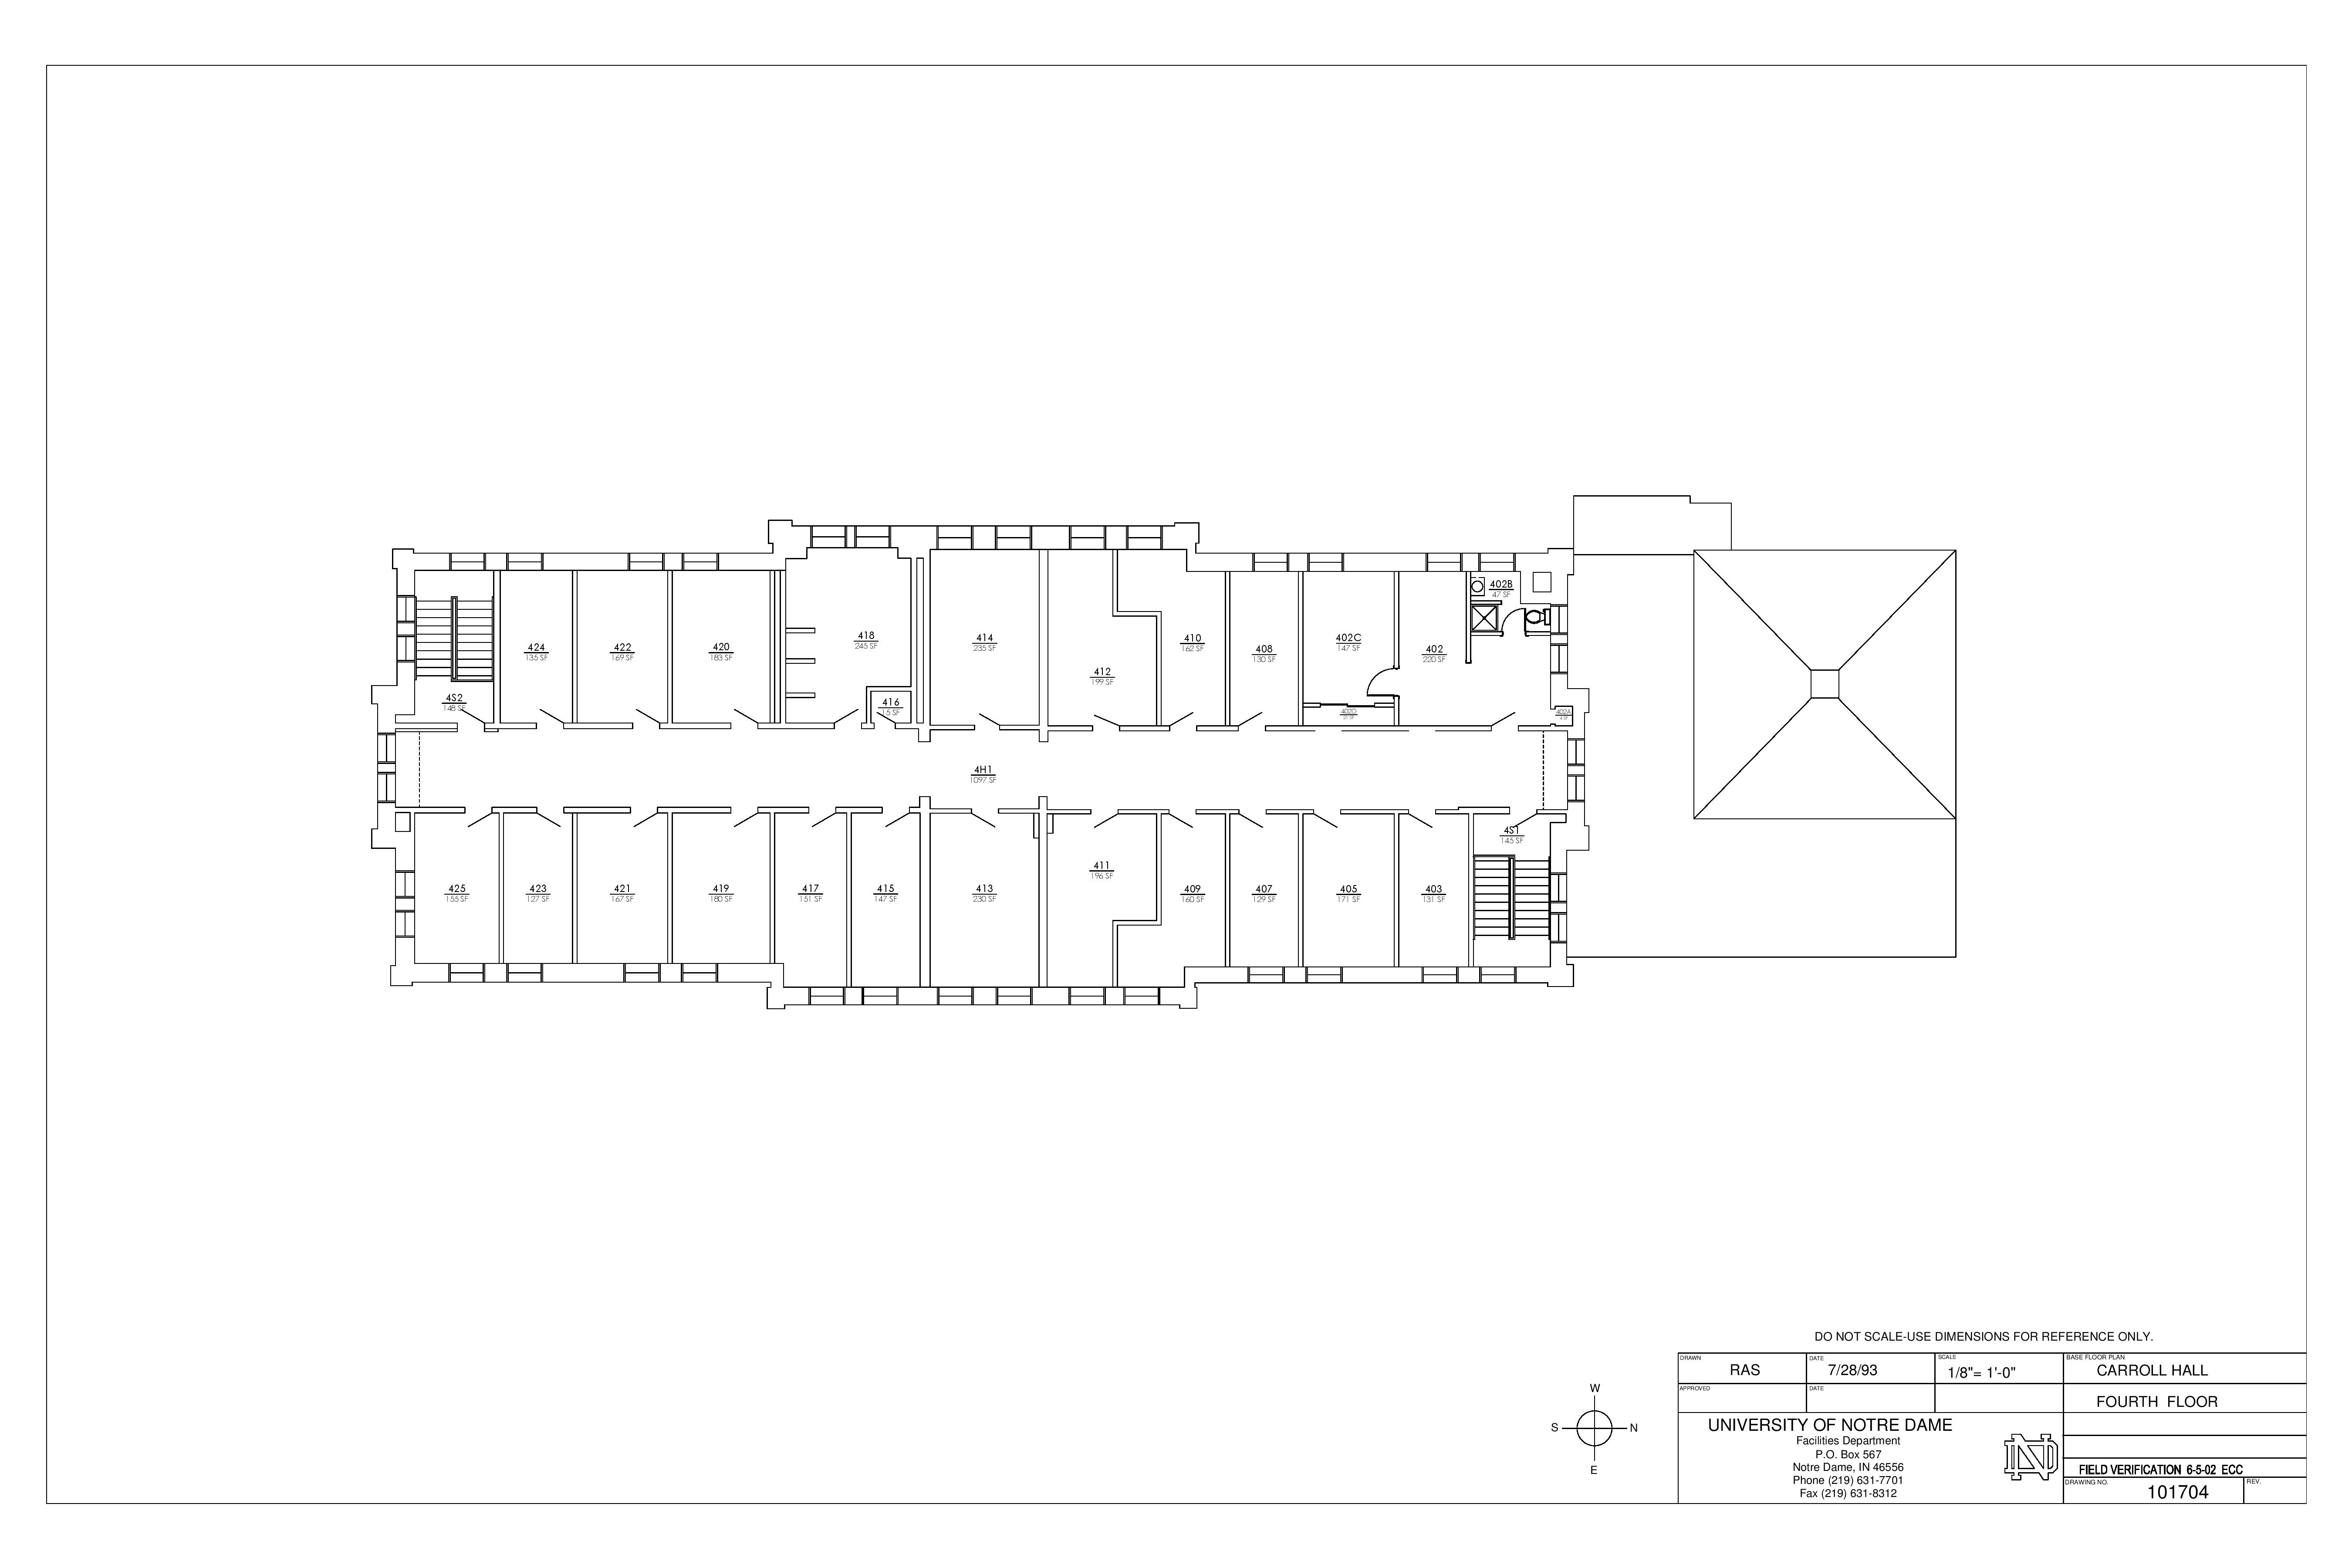 402B
47 SF
418
245 SF
414
235 SF
410
162 SF
402C
147 SF
424
135 SF
422
169 SF
420
183 SF
408
130 SF
402
220 SF
412
199 SF
4S2
148 SF
416
15 SF
402D
402A
4H1
1097 SF
4S1
145 SF
411
196 SF
425
155 SF
423
127 SF
421
167 SF
419
180 SF
417
151 SF
415
147 SF
413
230 SF
409
160 SF
407
129 SF
405
171 SF
403
131 SF
DO NOT SCALE-USE DIMENSIONS FOR REFERENCE ONLY.
W
S N
E
DRAWN
RAS
DATE
7/28/93
SCALE
1/8"= 1'-0"
BASE FLOOR PLAN
CARROLL HALL
APPROVED
DATE
FOURTH FLOOR
UNIVERSITY OF NOTRE DAME
Facilities Department
P.O. Box 567
Notre Dame, IN 46556
Phone (219) 631-7701
Fax (219) 631-8312
ND
FIELD VERIFICATION 6-5-02 ECC
DRAWING NO.
101704
REV.